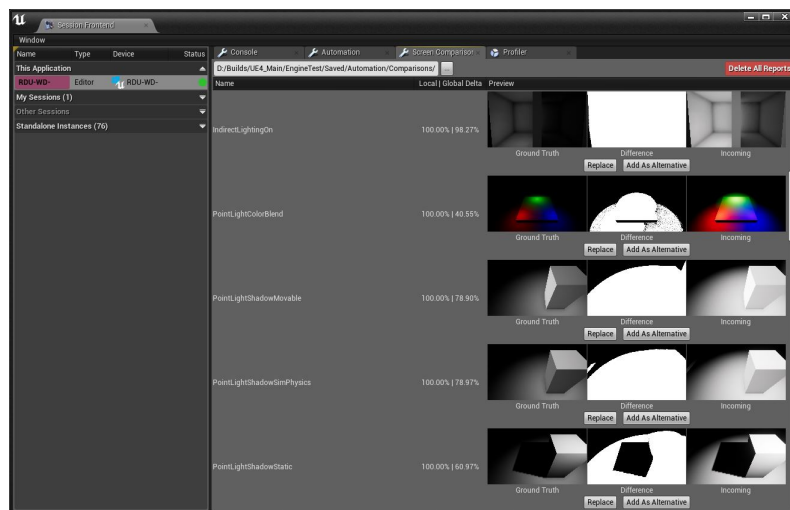 Session Frontend
Window
Name Type Device Status
This Application
RDU-WD- Editor RDU-WD-
My Sessions (1)
Other Sessions
Standalone Instances (76)
Console Automation Screen Comparison Profiler
D:/Builds/UE4_Main/EngineTest/Saved/Automation/Comparisons/ ... Delete All Reports
Name Local | Global Delta Preview
IndirectLightingOn 100.00% | 98.27%
Ground Truth Difference Incoming
Replace Add As Alternative
PointLightColorBlend 100.00% | 40.55%
Ground Truth Difference Incoming
Replace Add As Alternative
PointLightShadowMovable 100.00% | 78.90%
Ground Truth Difference Incoming
Replace Add As Alternative
PointLightShadowSimPhysics 100.00% | 78.97%
Ground Truth Difference Incoming
Replace Add As Alternative
PointLightShadowStatic 100.00% | 60.97%
Ground Truth Difference Incoming
Replace Add As Alternative